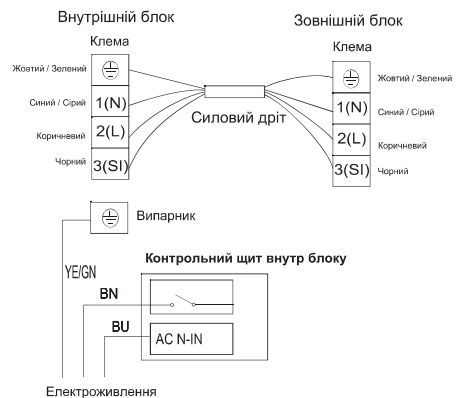 Внутрішній блок
Зовнішній блок
Клема
Клема
Жовтий / Зелений
Жовтий / Зелений
Синий / Сірий
1(N)
1(N)
Синий / Сірий
Силовий дріт
Коричневий
2(L)
2(L)
Коричневий
Чорний
3(SI)
3(SI)
Чорний
Випарник
Контрольний щит внутр блоку
YE/GN
BN
BU
AC N-IN
Електроживлення